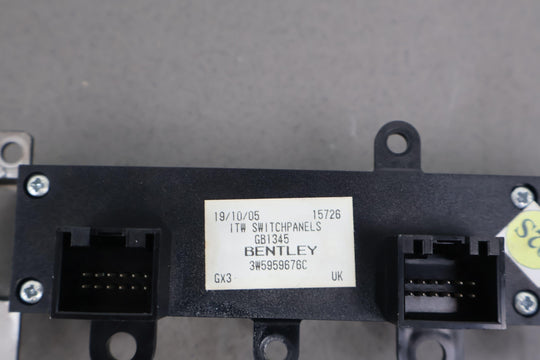 19/10/05 15726
ITW SWITCHPANELS
GB1345
BENTLEY
3W5959676C
GX3 UK